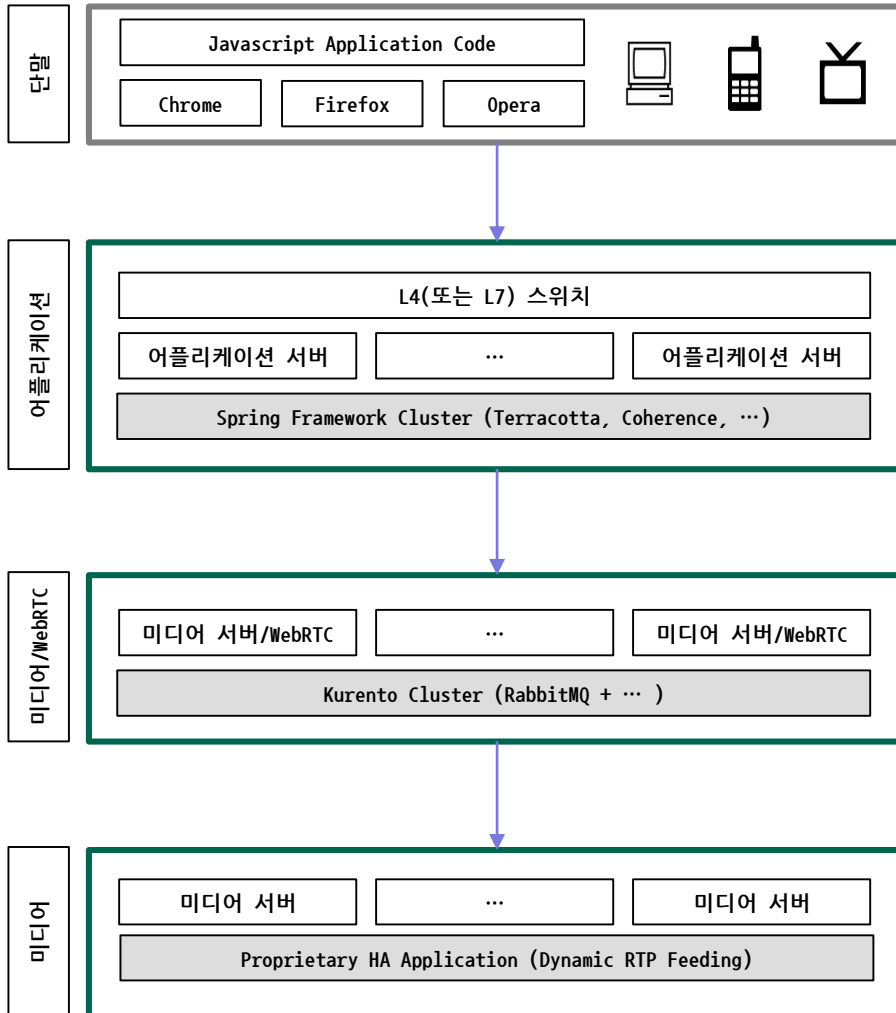 단말
Javascript Application Code
Chrome
Firefox
Opera
어플리케이션
L4(또는 L7) 스위치
어플리케이션 서버
…
어플리케이션 서버
Spring Framework Cluster (Terracotta, Coherence, …)
미디어/WebRTC
미디어 서버/WebRTC
…
미디어 서버/WebRTC
Kurento Cluster (RabbitMQ + … )
미디어
미디어 서버
…
미디어 서버
Proprietary HA Application (Dynamic RTP Feeding)